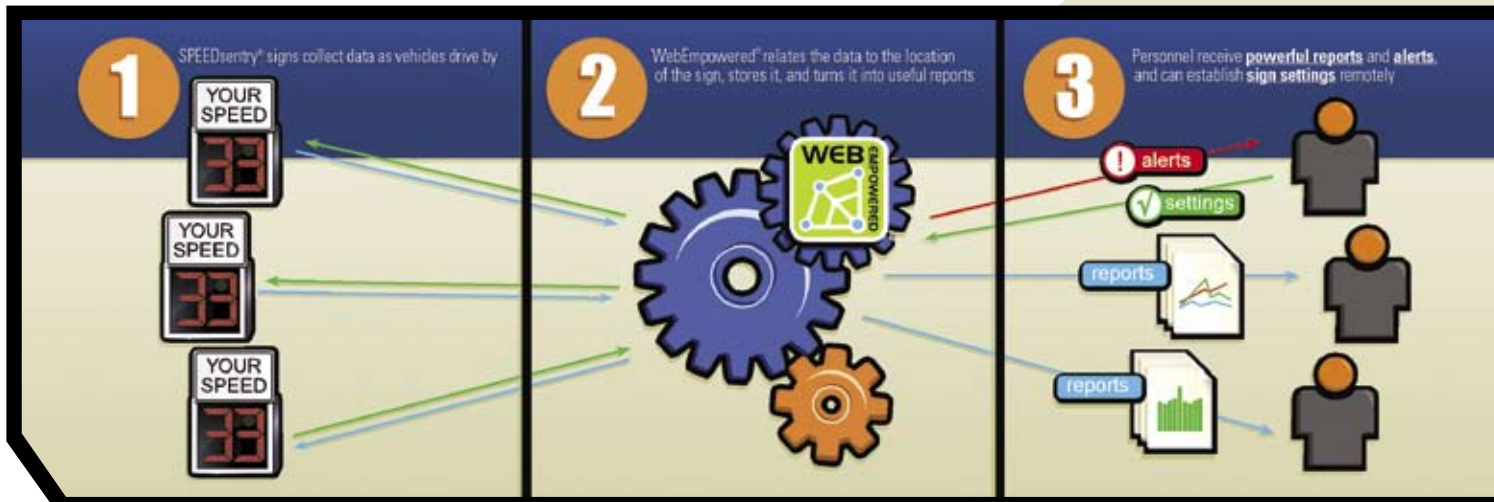 1
SPEEDsentry® signs collect data as vehicles drive by
YOUR
SPEED
33
YOUR
SPEED
33
YOUR
SPEED
33
2
WebEmpowered® relates the data to the location
of the sign, stores it, and turns it into useful reports
WEB
EMPOWERED
3
Personnel receive powerful reports and alerts,
and can establish sign settings remotely
! alerts
√ settings
reports
reports